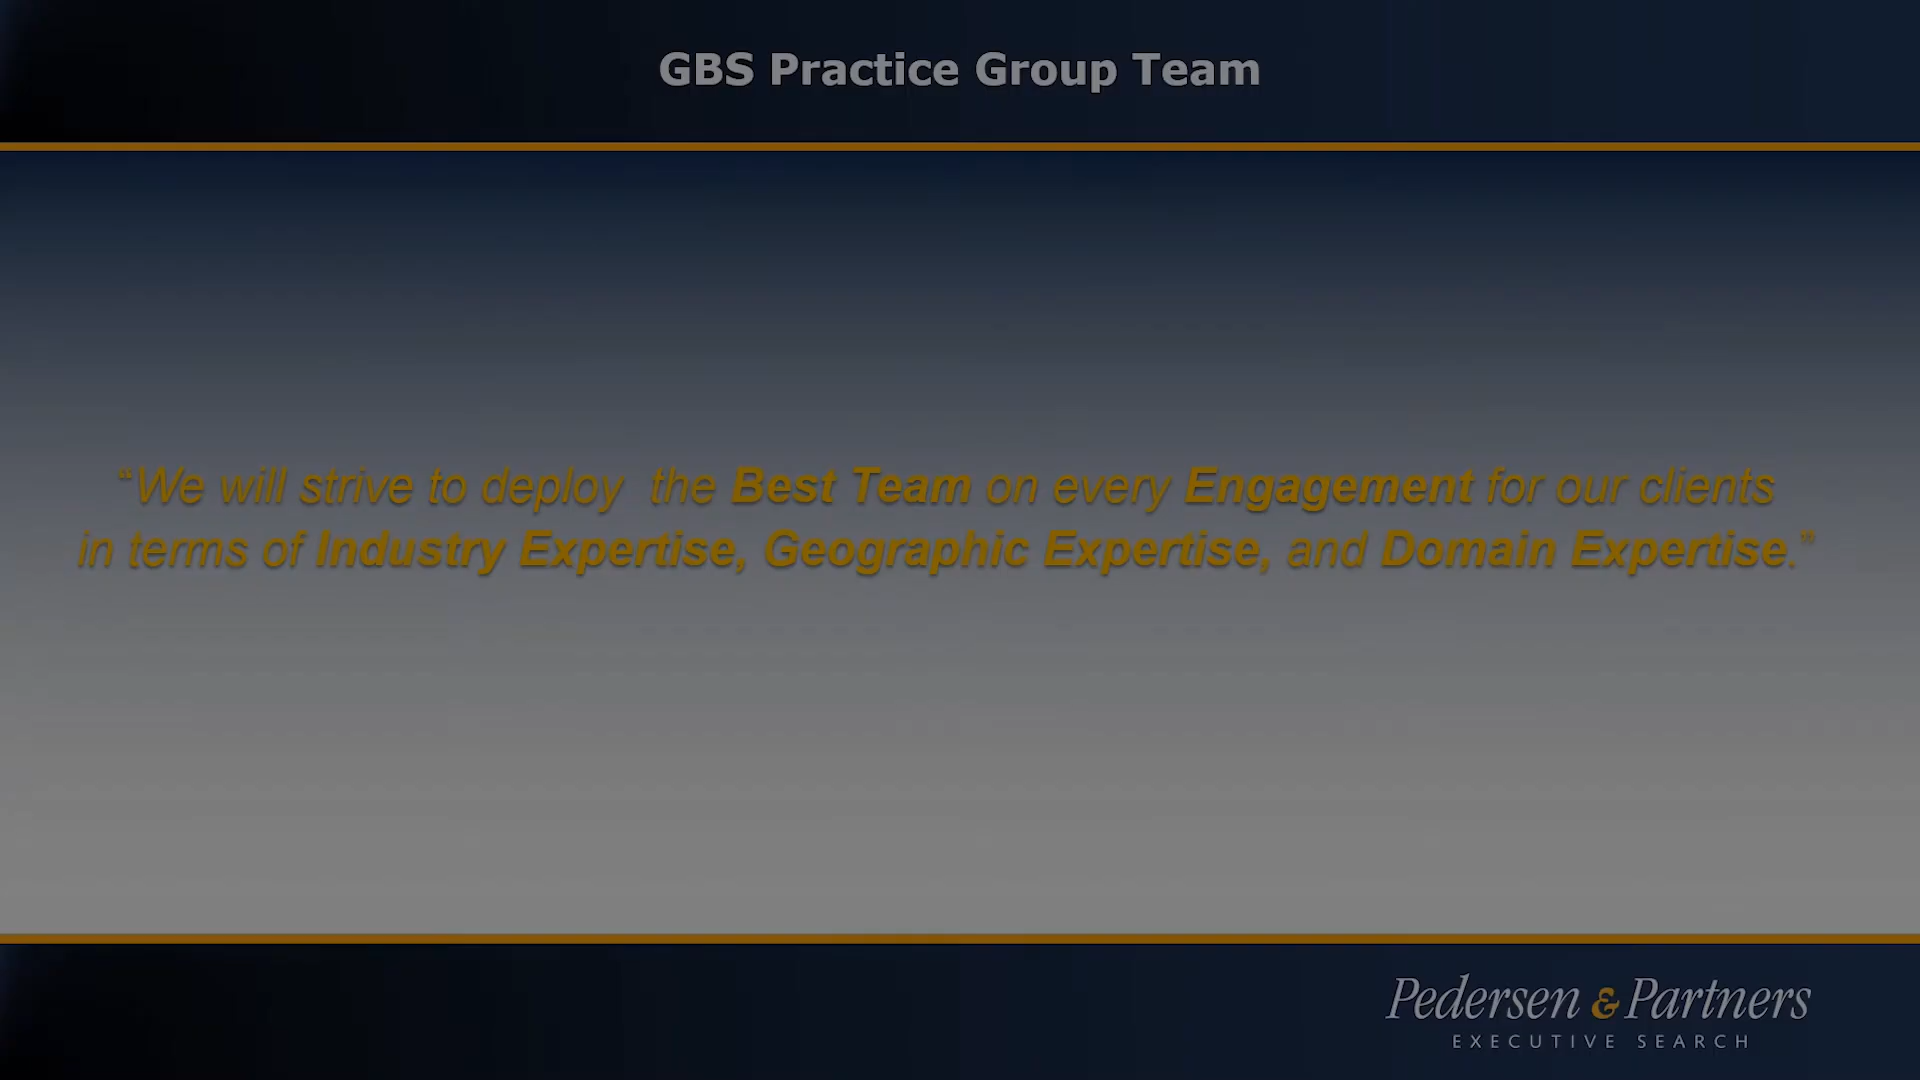 GBS Practice Group Team
“We will strive to deploy  the Best Team on every Engagement for our clients
in terms of Industry Expertise, Geographic Expertise, and Domain Expertise.”
Pedersen & Partners
EXECUTIVE SEARCH